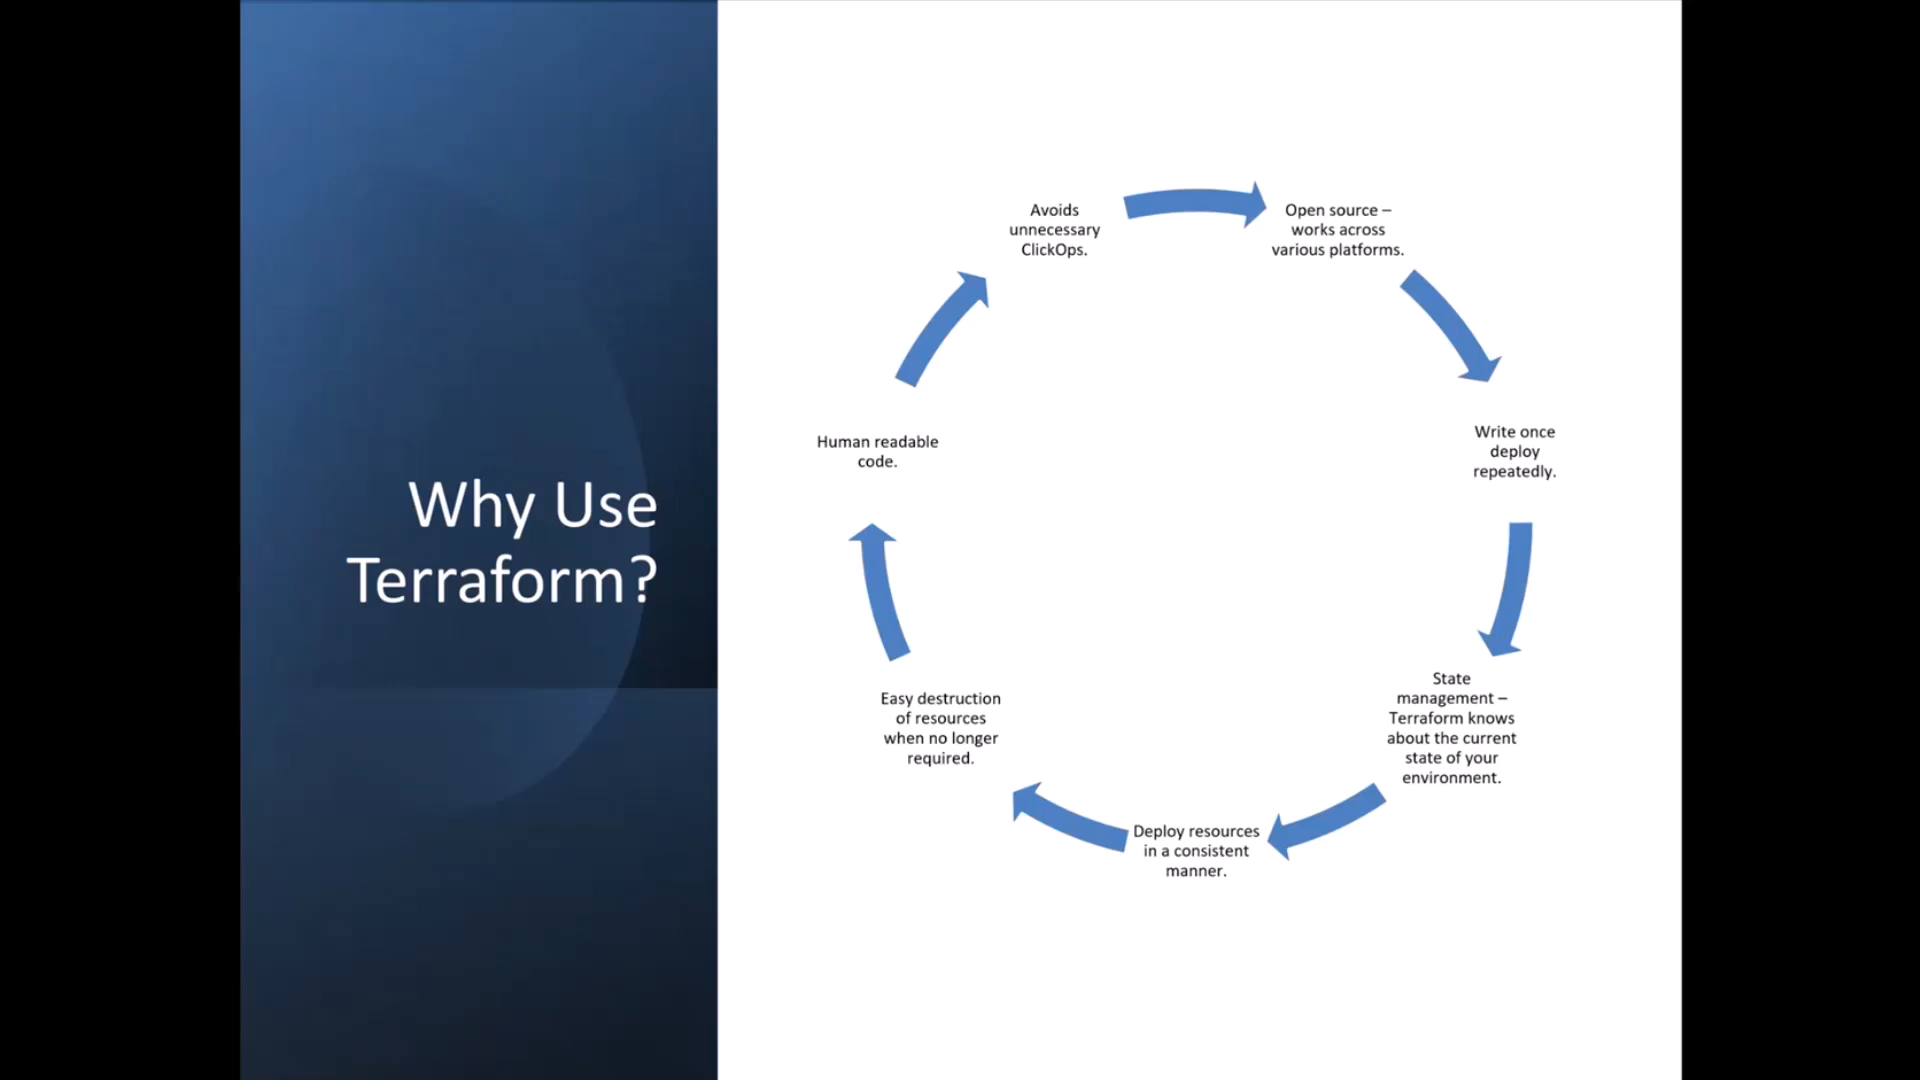 Why Use
Terraform?
Avoids
unnecessary
ClickOps.
Open source –
works across
various platforms.
Write once
deploy
repeatedly.
State
management –
Terraform knows
about the current
state of your
environment.
Deploy resources
in a consistent
manner.
Easy destruction
of resources
when no longer
required.
Human readable
code.